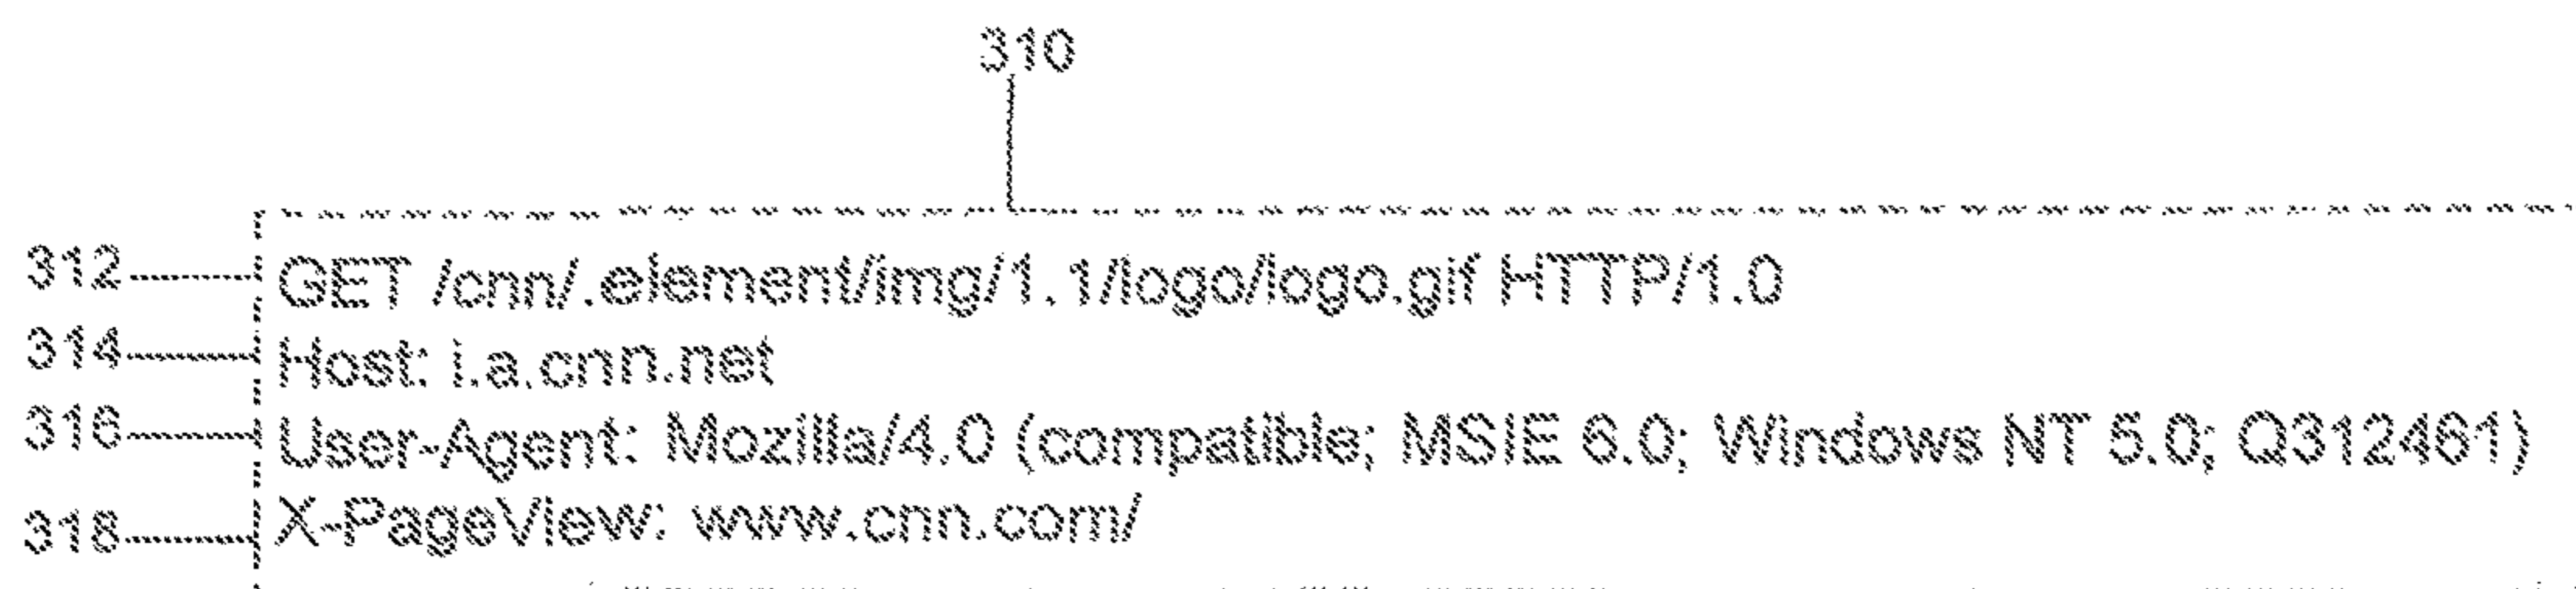 310
312 GET /cnn/.element/img/1.1/logo/logo.gif HTTP/1.0
314 Host: i.a.cnn.net
316 User-Agent: Mozilla/4.0 (compatible; MSIE 6.0; Windows NT 5.0; Q312461)
318 X-PageView: www.cnn.com/